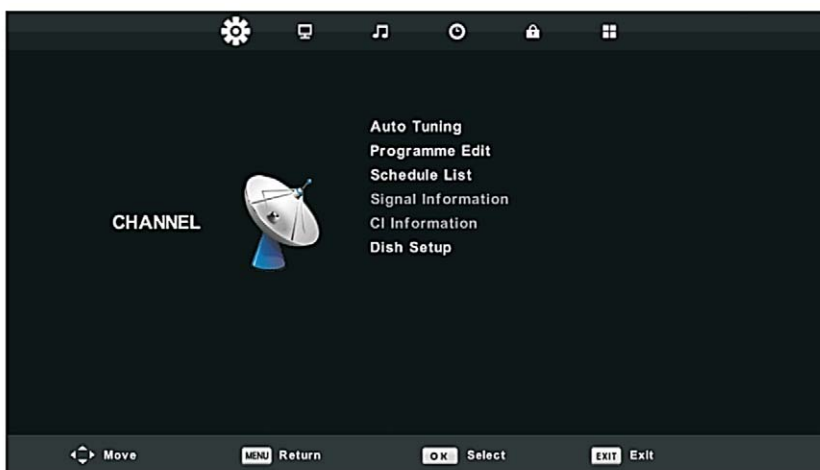 Auto Tuning
Programme Edit
Schedule List
Signal Information
CHANNEL
CI Information
Dish Setup
Move MENU Return OK Select EXIT Exit